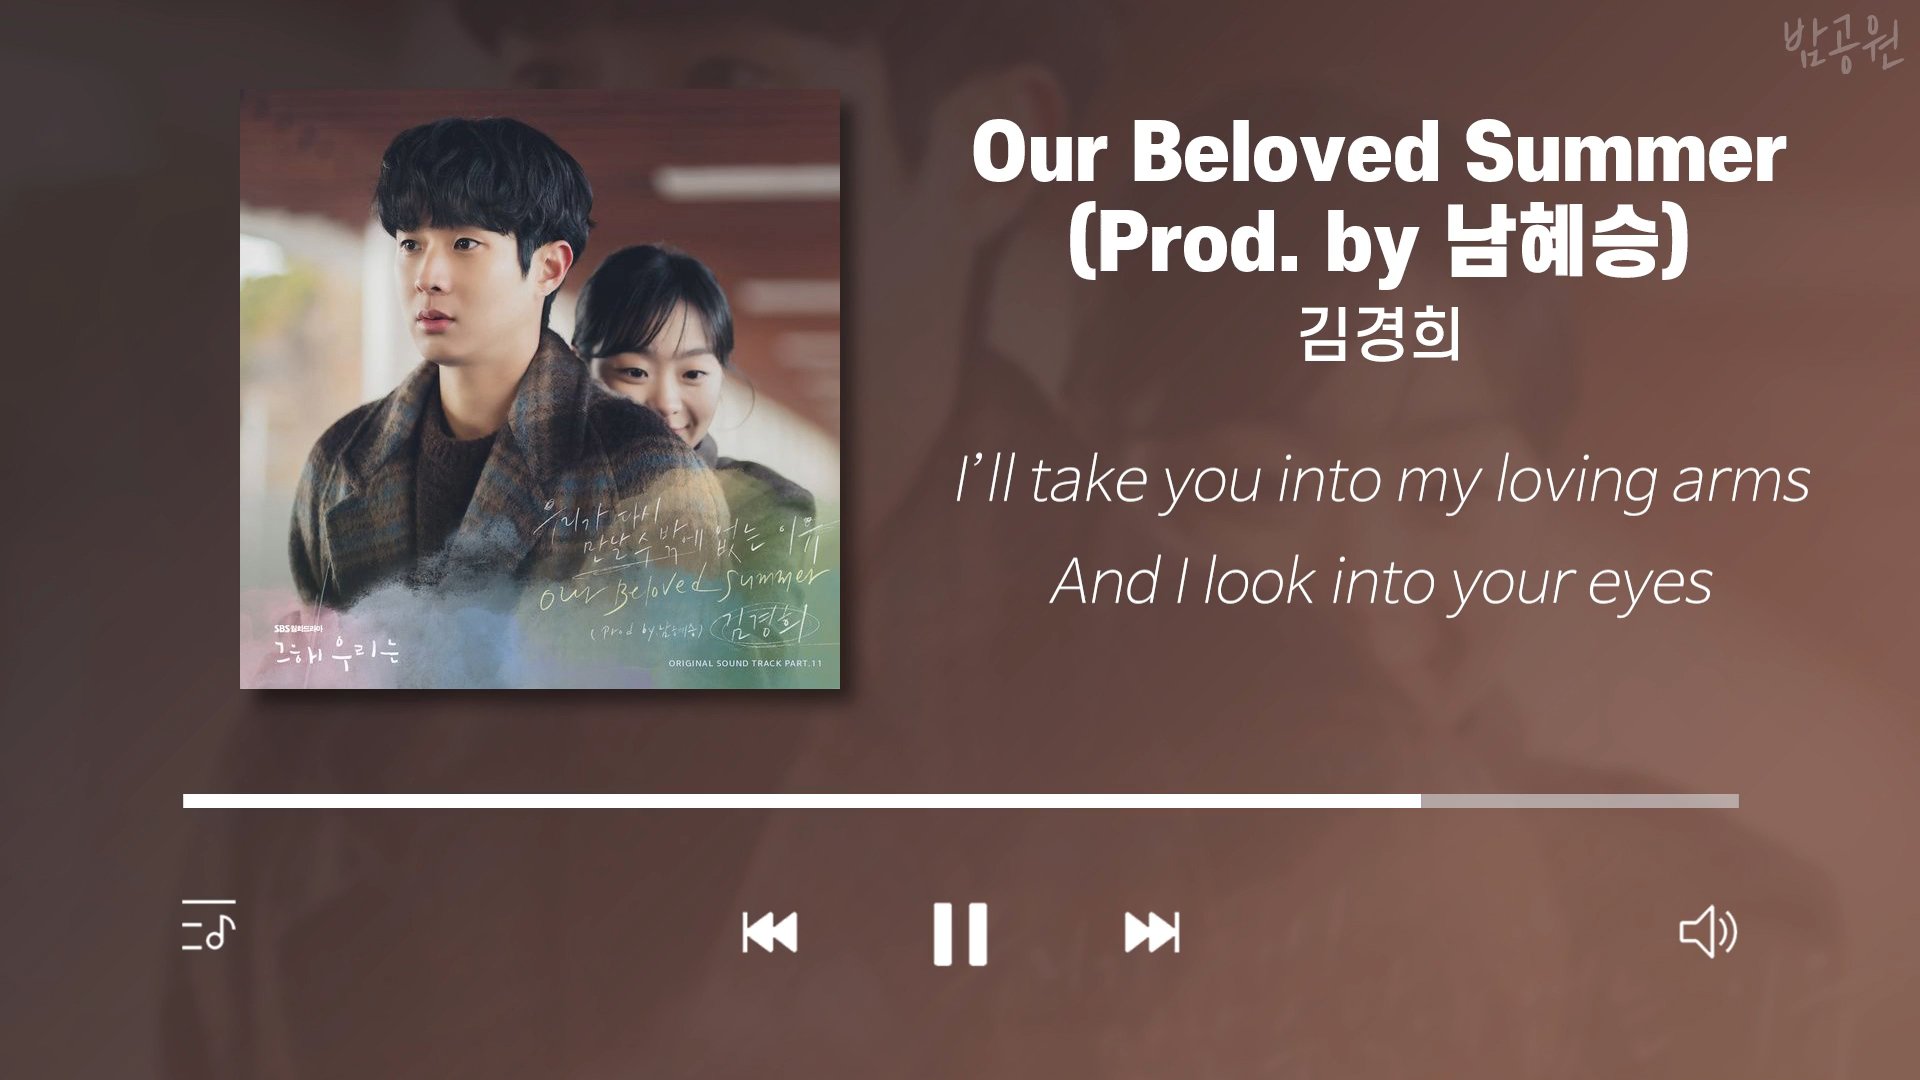 밤공원
Our Beloved Summer
(Prod. by 남혜승)
김경희
I’ll take you into my loving arms
And I look into your eyes
우리가 다시
만날 수 밖에 없는 이유
Our Beloved Summer
(Prod by 남혜승) 김경희
SBS 월화드라마
그 해 우리는
ORIGINAL SOUND TRACK PART.11